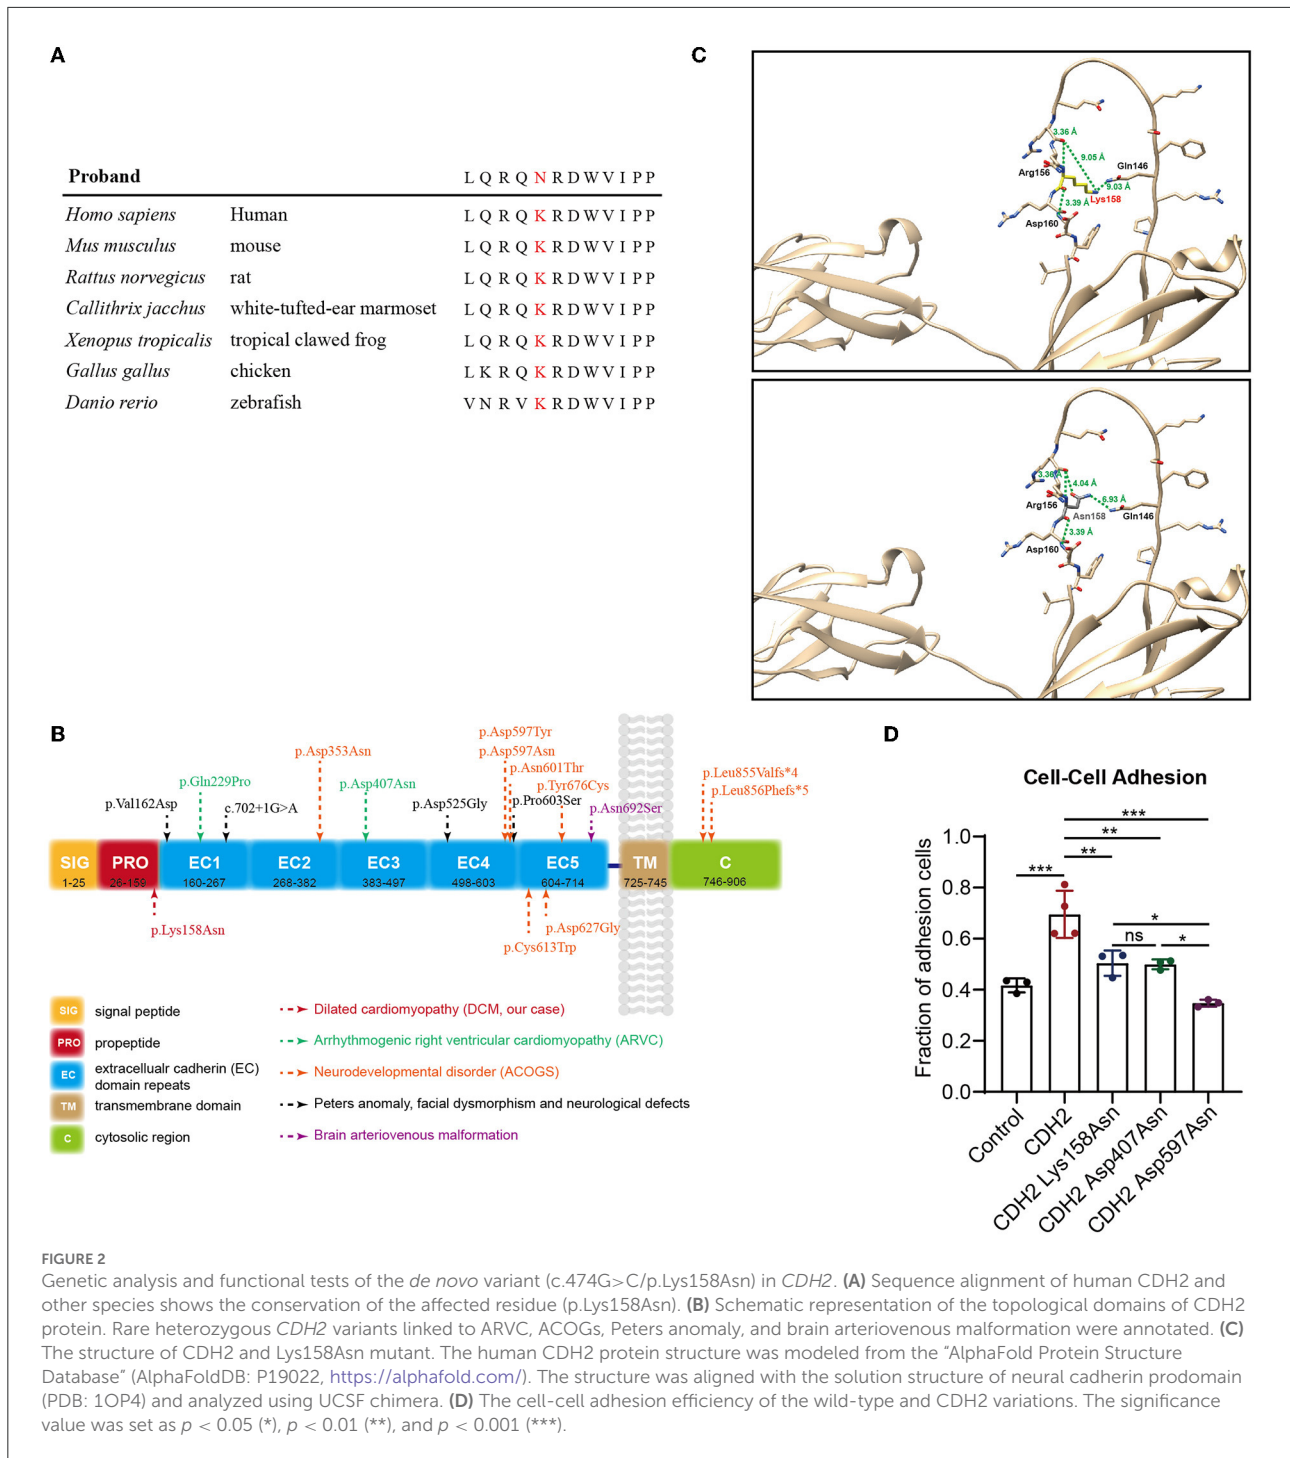 A
Proband L Q R Q N R D W V I P P
Homo sapiens Human L Q R Q K R D W V I P P
Mus musculus mouse L Q R Q K R D W V I P P
Rattus norvegicus rat L Q R Q K R D W V I P P
Callithrix jacchus white-tufted-ear marmoset L Q R Q K R D W V I P P
Xenopus tropicalis tropical clawed frog L Q R Q K R D W V I P P
Gallus gallus chicken L K R Q K R D W V I P P
Danio rerio zebrafish V N R V K R D W V I P P
C
3.36 Å
9.05 Å
Gln146
Arg156
9.03 Å
Lys158
3.39 Å
Asp160
3.36 Å
4.04 Å
6.93 Å
Arg156
Asn158
Gln146
3.39 Å
Asp160
B
p.Asp597Tyr
p.Asp353Asn
p.Asp597Asn
p.Asn601Thr
p.Gln229Pro
p.Asp407Asn
p.Tyr676Cys
p.Val162Asp
c.702+1G>A
p.Asp525Gly
p.Pro603Ser
p.Asn692Ser
p.Leu855Valfs*4
p.Leu856Phefs*5
SIG PRO EC1 EC2 EC3 EC4 EC5 TM C
1-25 26-159 160-267 268-382 383-497 498-603 604-714 725-745 746-906
p.Lys158Asn
p.Asp627Gly
p.Cys613Trp
SIG signal peptide
PRO propeptide
EC extracellualr cadherin (EC)
domain repeats
TM transmembrane domain
C cytosolic region
Dilated cardiomyopathy (DCM, our case)
Arrhythmogenic right ventricular cardiomyopathy (ARVC)
Neurodevelopmental disorder (ACOGS)
Peters anomaly, facial dysmorphism and neurological defects
Brain arteriovenous malformation
D
Cell-Cell Adhesion
Fraction of adhesion cells
1.0
0.8
0.6
0.4
0.2
0.0
***
**
**
***
*
ns
*
Control
CDH2
CDH2 Lys158Asn
CDH2 Asp407Asn
CDH2 Asp597Asn
FIGURE 2
Genetic analysis and functional tests of the de novo variant (c.474G>C/p.Lys158Asn) in CDH2. (A) Sequence alignment of human CDH2 and
other species shows the conservation of the affected residue (p.Lys158Asn). (B) Schematic representation of the topological domains of CDH2
protein. Rare heterozygous CDH2 variants linked to ARVC, ACOGs, Peters anomaly, and brain arteriovenous malformation were annotated. (C)
The structure of CDH2 and Lys158Asn mutant. The human CDH2 protein structure was modeled from the “AlphaFold Protein Structure
Database” (AlphaFoldDB: P19022, https://alphafold.com/). The structure was aligned with the solution structure of neural cadherin prodomain
(PDB: 1OP4) and analyzed using UCSF chimera. (D) The cell-cell adhesion efficiency of the wild-type and CDH2 variations. The significance
value was set as p < 0.05 (*), p < 0.01 (**), and p < 0.001 (***).